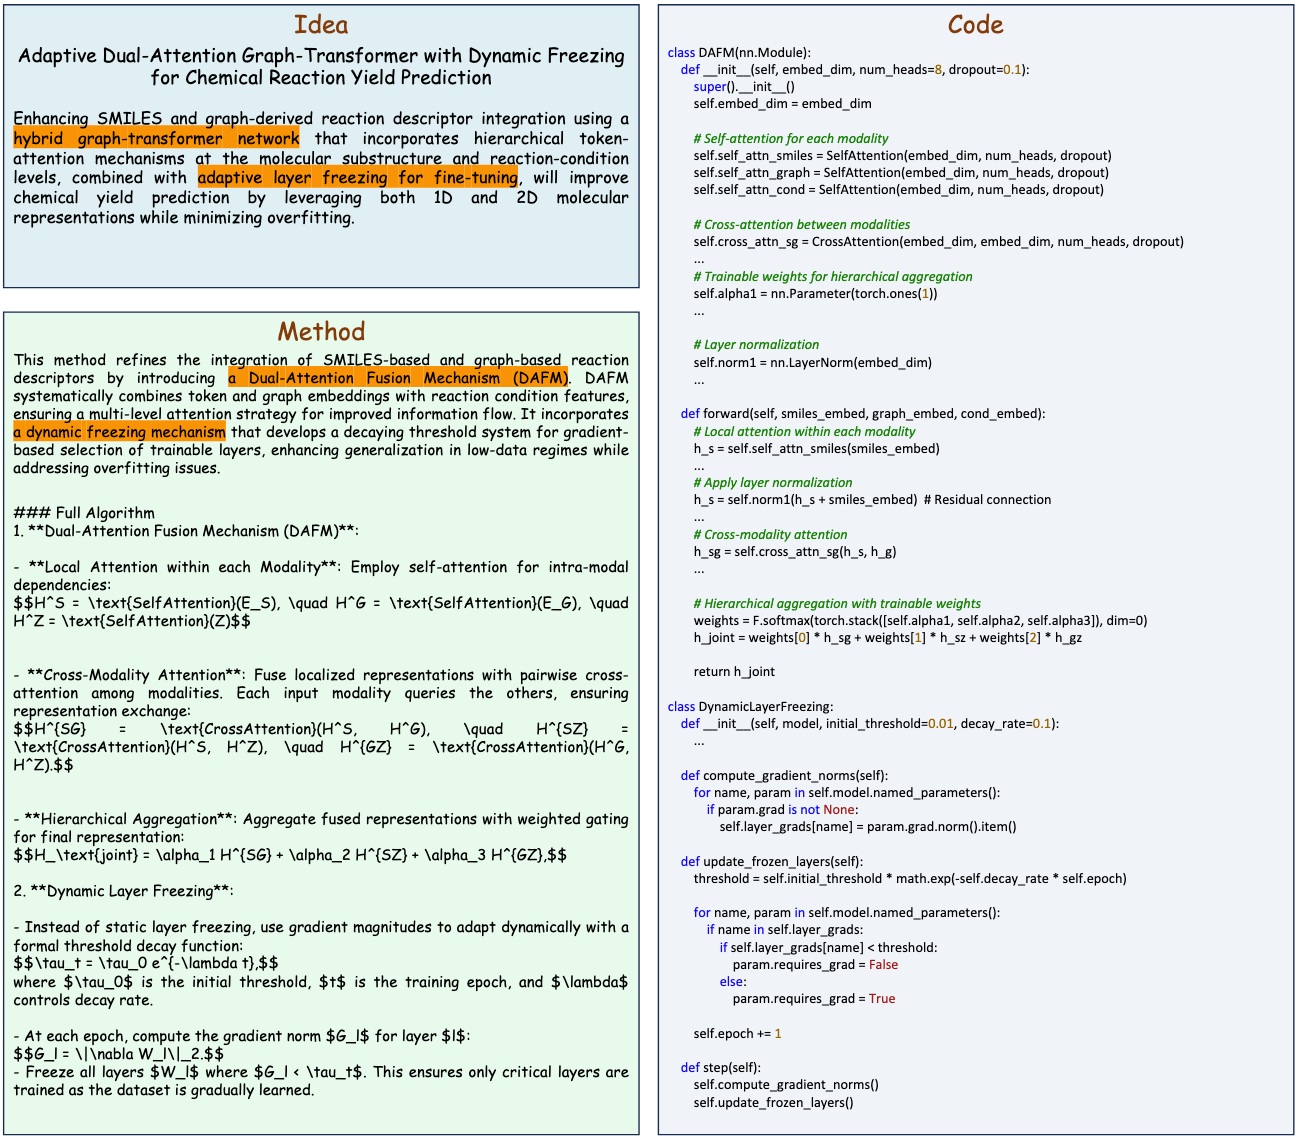 Idea
Adaptive Dual-Attention Graph-Transformer with Dynamic Freezing
for Chemical Reaction Yield Prediction
Enhancing SMILES and graph-derived reaction descriptor integration using a
hybrid graph-transformer network that incorporates hierarchical token-
attention mechanisms at the molecular substructure and reaction-condition
levels, combined with adaptive layer freezing for fine-tuning, will improve
chemical yield prediction by leveraging both 1D and 2D molecular
representations while minimizing overfitting.
Method
This method refines the integration of SMILES-based and graph-based reaction
descriptors by introducing a Dual-Attention Fusion Mechanism (DAFM). DAFM
systematically combines token and graph embeddings with reaction condition features,
ensuring a multi-level attention strategy for improved information flow. It incorporates
a dynamic freezing mechanism that develops a decaying threshold system for gradient-
based selection of trainable layers, enhancing generalization in low-data regimes while
addressing overfitting issues.
### Full Algorithm
1. **Dual-Attention Fusion Mechanism (DAFM)**:
- **Local Attention within each Modality**: Employ self-attention for intra-modal
dependencies:
$$H^S = \text{SelfAttention}(E_S), \quad H^G = \text{SelfAttention}(E_G), \quad
H^Z = \text{SelfAttention}(Z)$$
- **Cross-Modality Attention**: Fuse localized representations with pairwise cross-
attention among modalities. Each input modality queries the others, ensuring
representation exchange:
$$H^{SG} = \text{CrossAttention}(H^S, H^G), \quad H^{SZ} =
\text{CrossAttention}(H^S, H^Z), \quad H^{GZ} = \text{CrossAttention}(H^G,
H^Z).$$
- **Hierarchical Aggregation**: Aggregate fused representations with weighted gating
for final representation:
$$H_\text{joint} = \alpha_1 H^{SG} + \alpha_2 H^{SZ} + \alpha_3 H^{GZ},$$
2. **Dynamic Layer Freezing**:
- Instead of static layer freezing, use gradient magnitudes to adapt dynamically with a
formal threshold decay function:
$$\tau_t = \tau_0 e^{-\lambda t},$$
where $\tau_0$ is the initial threshold, $t$ is the training epoch, and $\lambda$
controls decay rate.
- At each epoch, compute the gradient norm $G_l$ for layer $l$:
$$G_l = \|\nabla W_l\|_2.$$
- Freeze all layers $W_l$ where $G_l < \tau_t$. This ensures only critical layers are
trained as the dataset is gradually learned.
Code
class DAFM(nn.Module):
def __init__(self, embed_dim, num_heads=8, dropout=0.1):
super().__init__()
self.embed_dim = embed_dim
# Self-attention for each modality
self.self_attn_smiles = SelfAttention(embed_dim, num_heads, dropout)
self.self_attn_graph = SelfAttention(embed_dim, num_heads, dropout)
self.self_attn_cond = SelfAttention(embed_dim, num_heads, dropout)
# Cross-attention between modalities
self.cross_attn_sg = CrossAttention(embed_dim, embed_dim, num_heads, dropout)
...
# Trainable weights for hierarchical aggregation
self.alpha1 = nn.Parameter(torch.ones(1))
...
# Layer normalization
self.norm1 = nn.LayerNorm(embed_dim)
...
def forward(self, smiles_embed, graph_embed, cond_embed):
# Local attention within each modality
h_s = self.self_attn_smiles(smiles_embed)
...
# Apply layer normalization
h_s = self.norm1(h_s + smiles_embed) # Residual connection
...
# Cross-modality attention
h_sg = self.cross_attn_sg(h_s, h_g)
...
# Hierarchical aggregation with trainable weights
weights = F.softmax(torch.stack([self.alpha1, self.alpha2, self.alpha3]), dim=0)
h_joint = weights[0] * h_sg + weights[1] * h_sz + weights[2] * h_gz
return h_joint
class DynamicLayerFreezing:
def __init__(self, model, initial_threshold=0.01, decay_rate=0.1):
...
def compute_gradient_norms(self):
for name, param in self.model.named_parameters():
if param.grad is not None:
self.layer_grads[name] = param.grad.norm().item()
def update_frozen_layers(self):
threshold = self.initial_threshold * math.exp(-self.decay_rate * self.epoch)
for name, param in self.model.named_parameters():
if name in self.layer_grads:
if self.layer_grads[name] < threshold:
param.requires_grad = False
else:
param.requires_grad = True
self.epoch += 1
def step(self):
self.compute_gradient_norms()
self.update_frozen_layers()